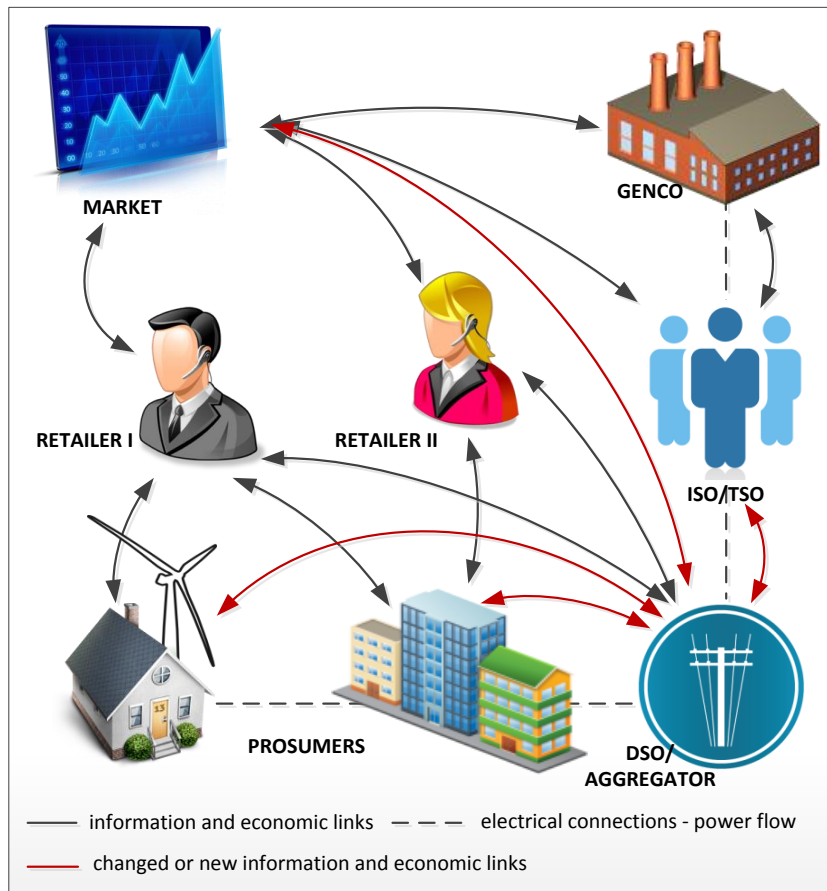 MARKET
GENCO
RETAILER I
RETAILER II
ISO/TSO
13
PROSUMERS
DSO/
AGGREGATOR
information and economic links
electrical connections - power flow
changed or new information and economic links